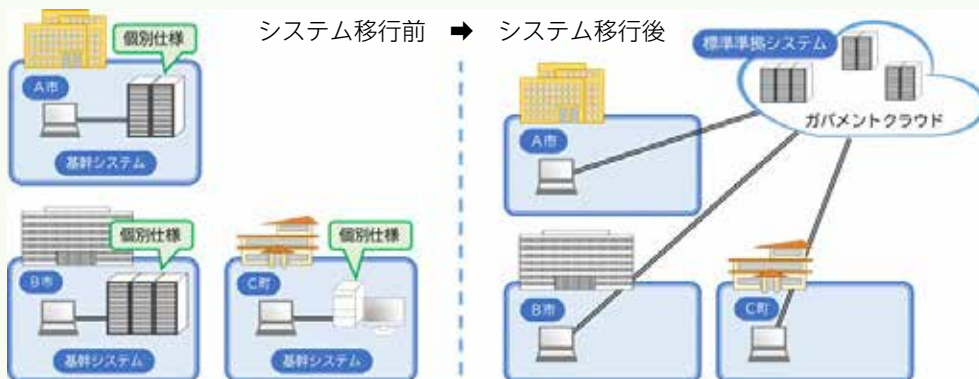 システム移行前 ➡ システム移行後
個別仕様
A市
基幹システム
個別仕様
B市
基幹システム
個別仕様
C町
基幹システム
標準準拠システム
ガバメントクラウド
A市
B市
C町